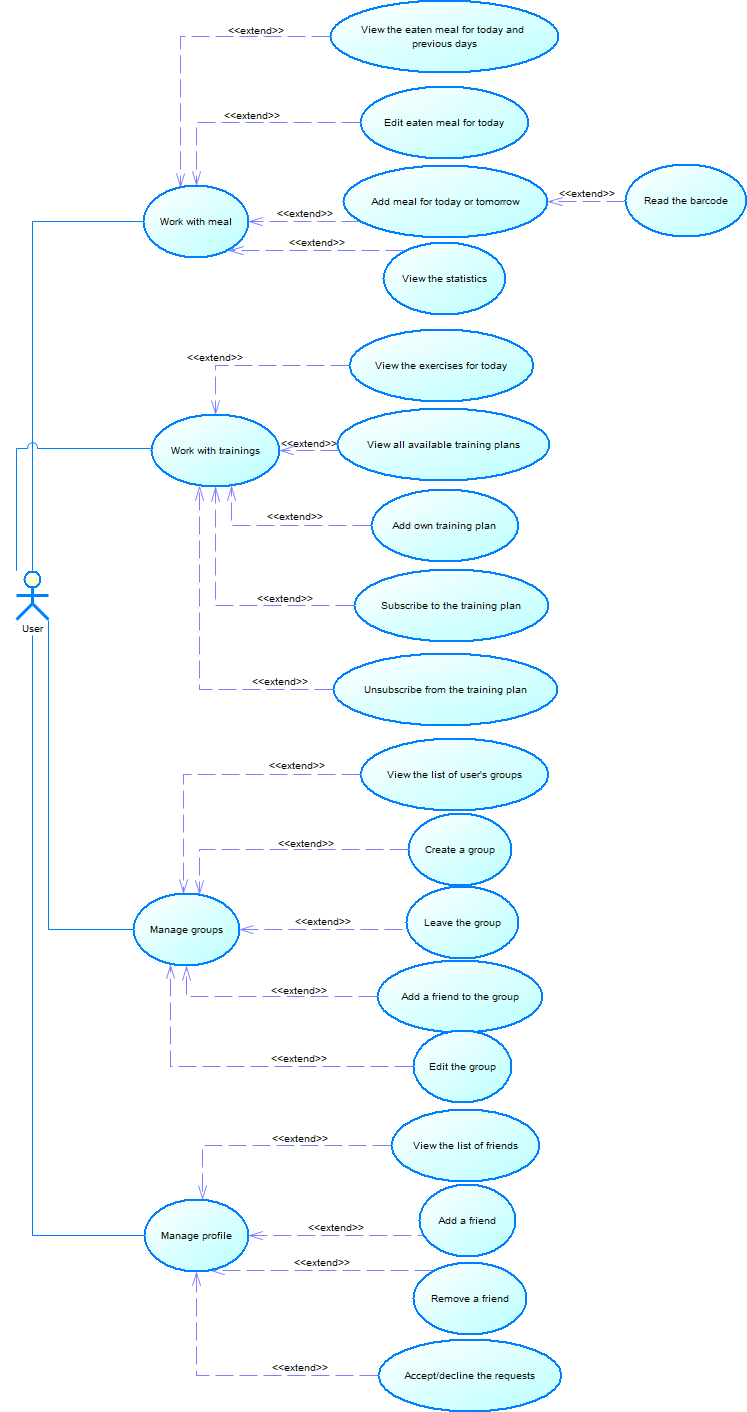 <<extend>>
View the eaten meal for today and
previous days
<<extend>>
Edit eaten meal for today
<<extend>>
Read the barcode
Add meal for today or tomorrow
<<extend>>
Work with meal
<<extend>>
View the statistics
<<extend>>
View the exercises for today
<<extend>>
View all available training plans
Work with trainings
<<extend>>
Add own training plan
<<extend>>
Subscribe to the training plan
User
<<extend>>
Unsubscribe from the training plan
<<extend>>
View the list of user's groups
<<extend>>
Create a group
<<extend>>
Leave the group
Manage groups
<<extend>>
Add a friend to the group
<<extend>>
Edit the group
<<extend>>
View the list of friends
Add a friend
<<extend>>
Manage profile
<<extend>>
Remove a friend
<<extend>>
Accept/decline the requests